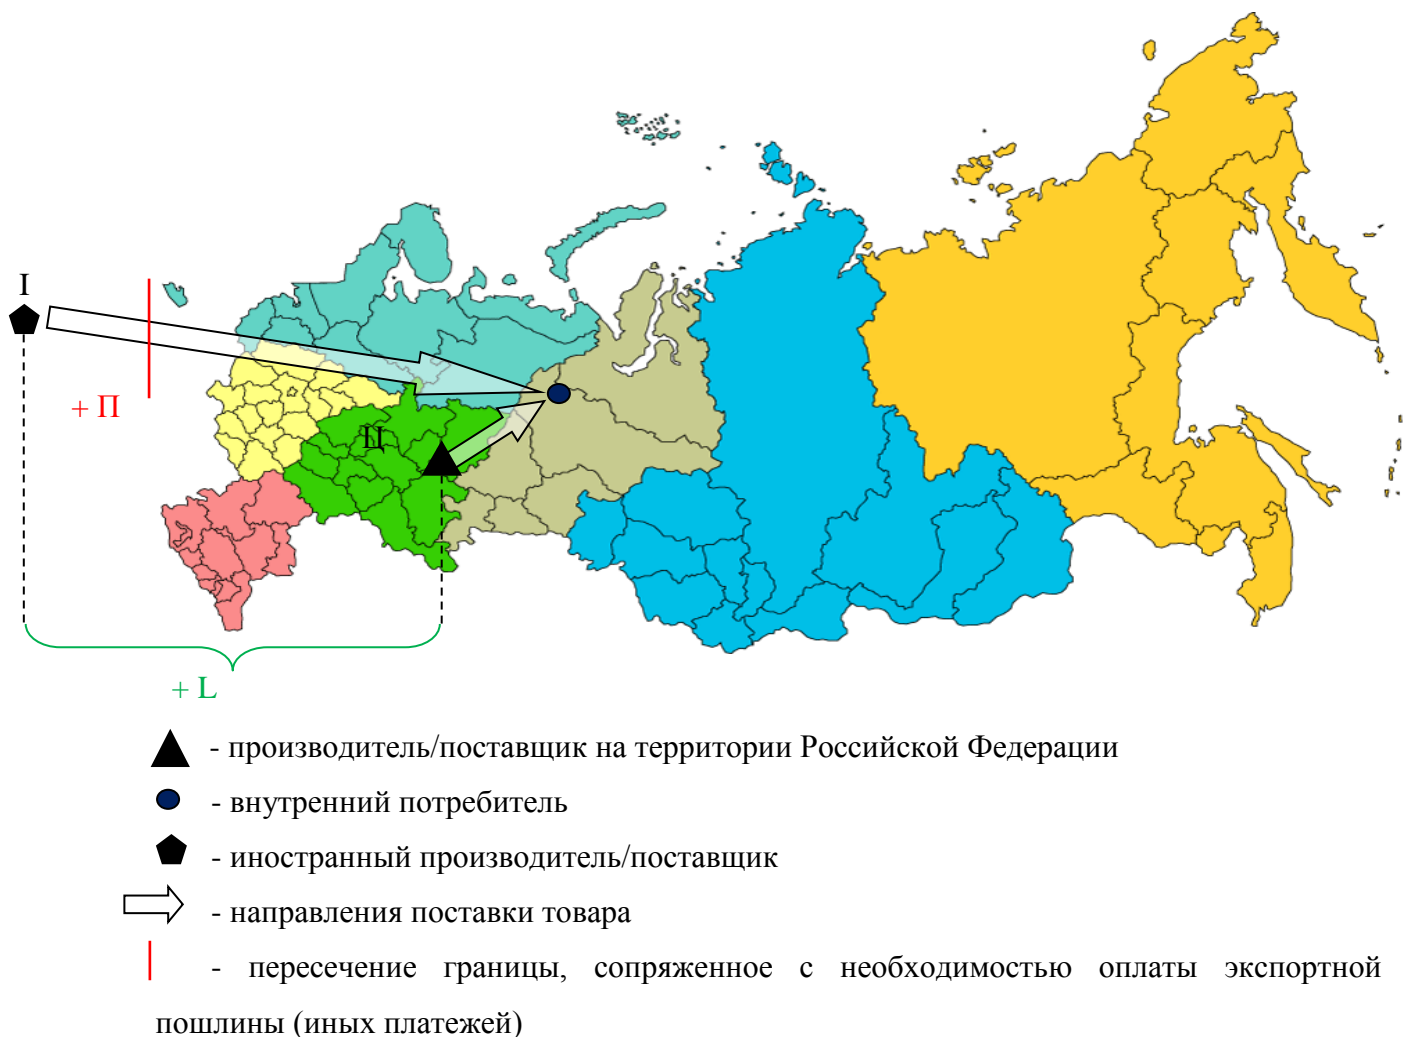 I
+ П
Ц
+ L
- производитель/поставщик на территории Российской Федерации
- внутренний потребитель
- иностранный производитель/поставщик
- направления поставки товара
- пересечение границы, сопряженное с необходимостью оплаты экспортной
пошлины (иных платежей)